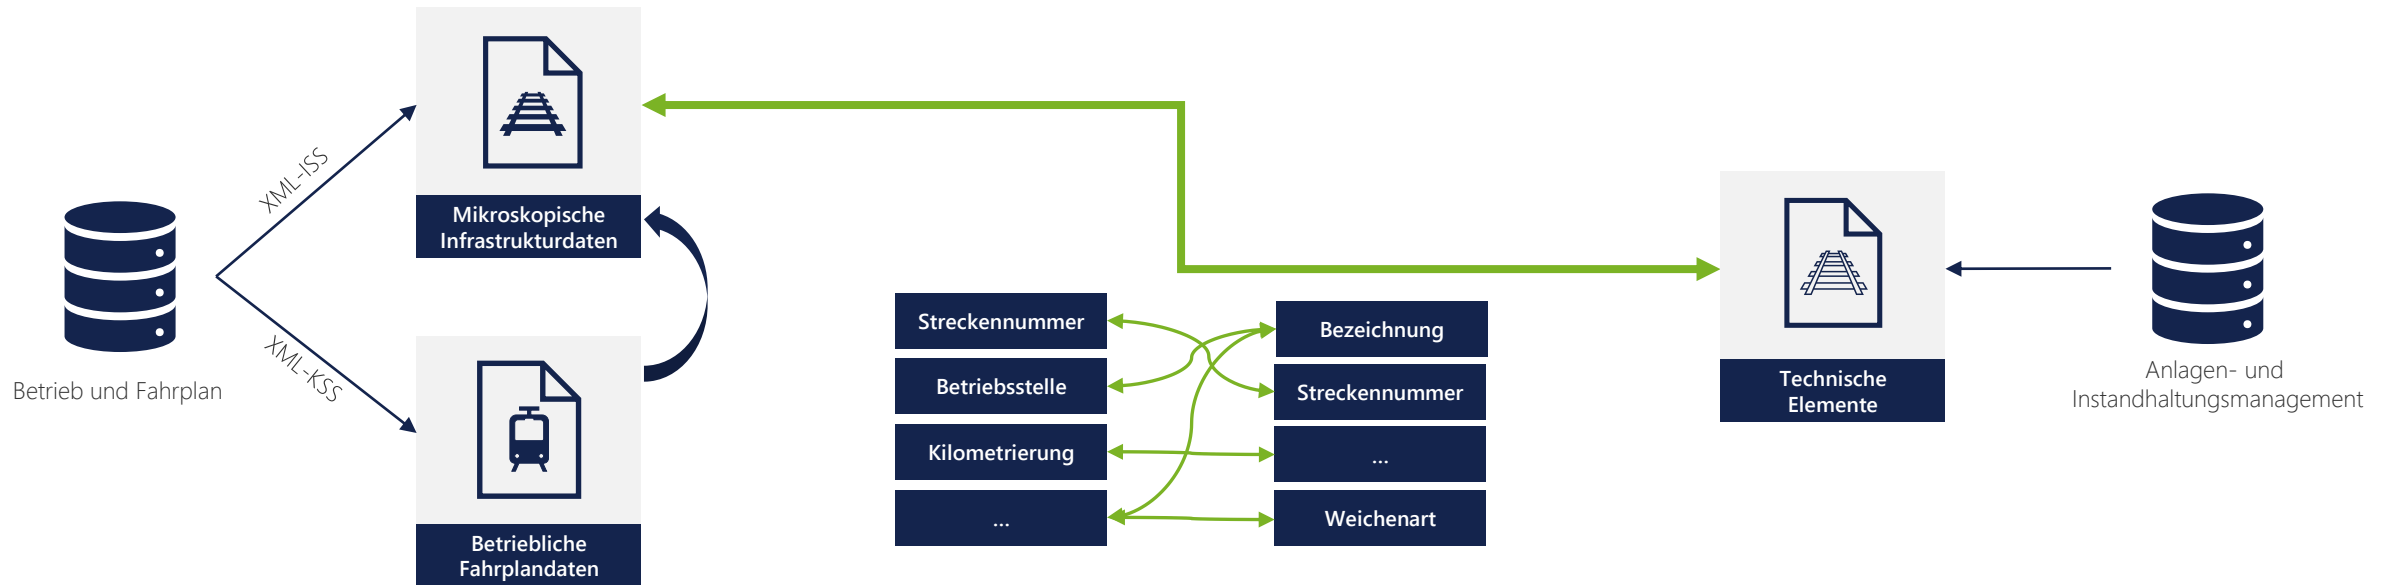 XML-ISS
XML-KSS
Betrieb und Fahrplan
Mikroskopische
Infrastrukturdaten
Betriebliche
Fahrplandaten
Streckennummer
Betriebsstelle
Kilometrierung
...
Bezeichnung
Streckennummer
...
Weichenart
Technische
Elemente
Anlagen- und
Instandhaltungsmanagement